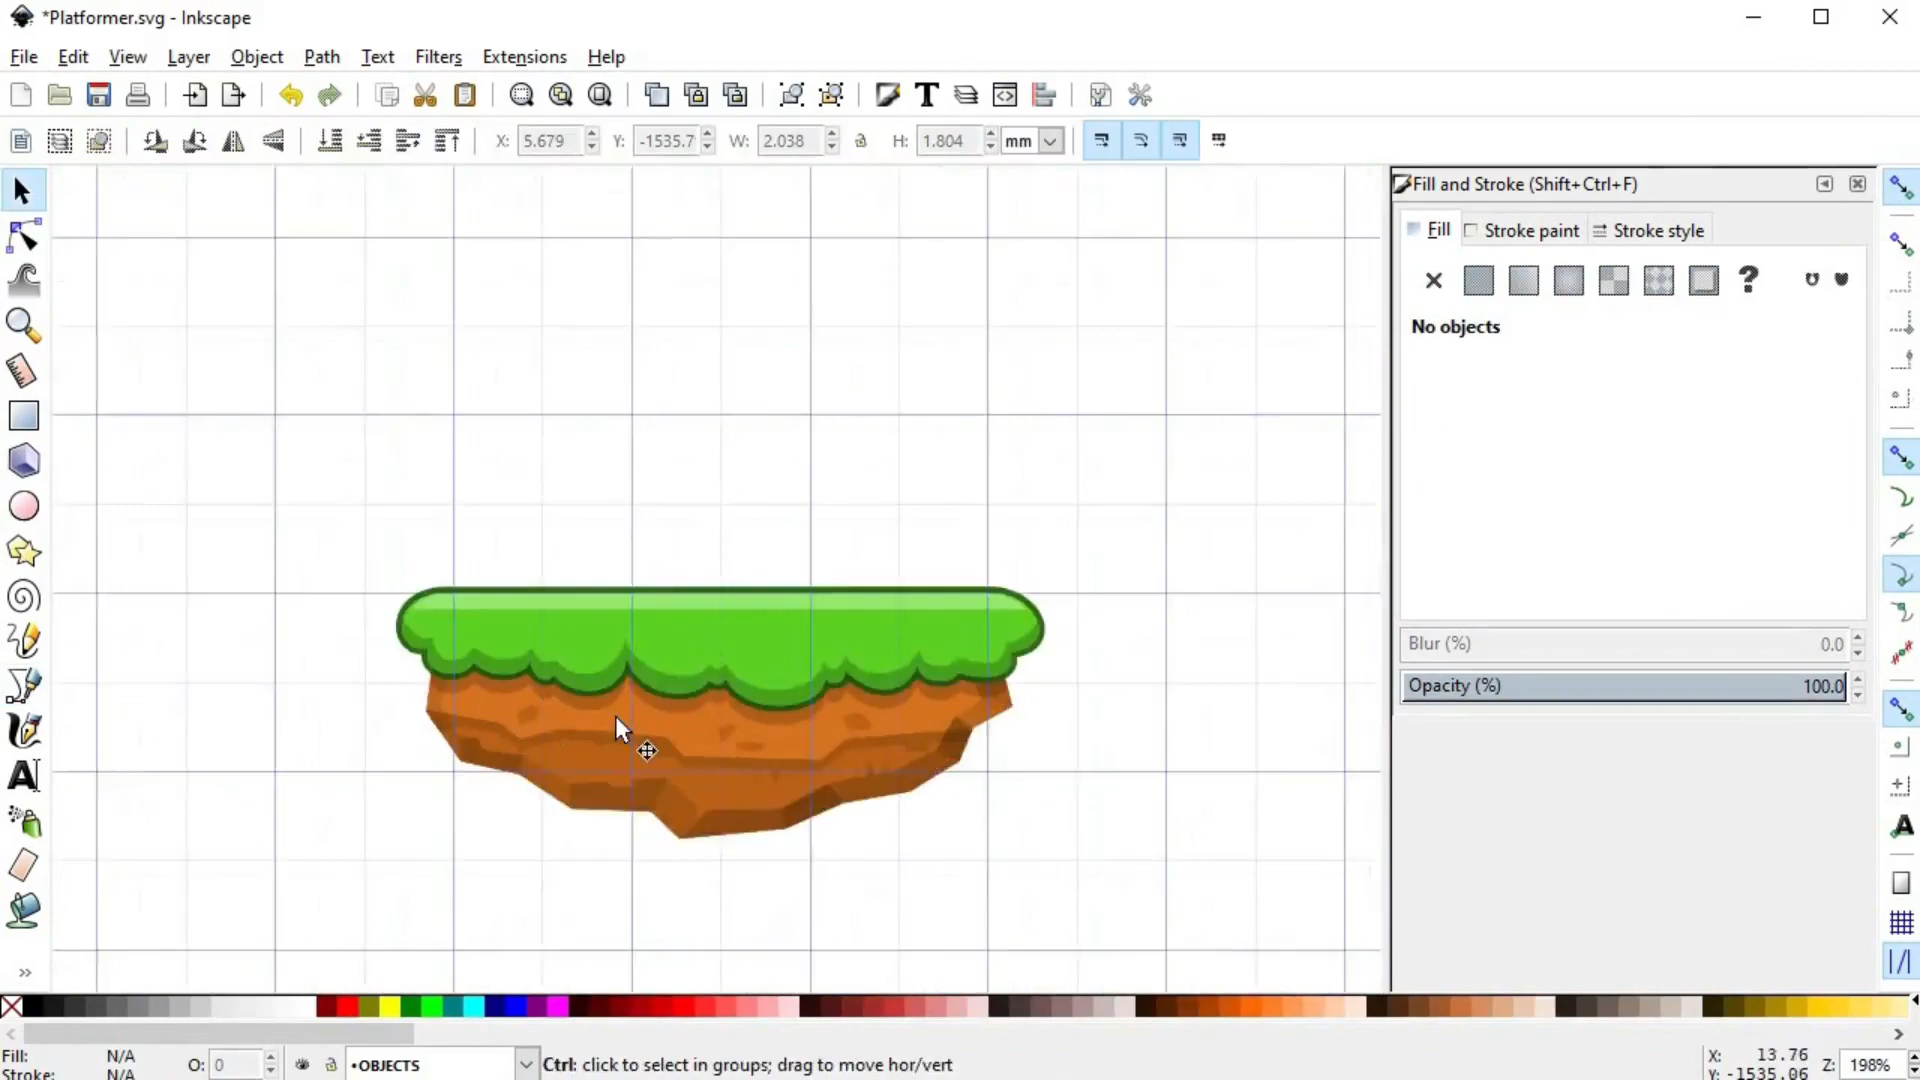 *Platformer.svg - Inkscape
File Edit View Layer Object Path Text Filters Extensions Help
X: 5.679 Y: -1535.7 W: 2.038 H: 1.804 mm
Fill and Stroke (Shift+Ctrl+F)
Fill Stroke paint Stroke style
No objects
Blur (%) 0.0
Opacity (%) 100.0
Fill: N/A
Stroke: N/A
O: 0
•OBJECTS
Ctrl: click to select in groups; drag to move hor/vert
X: 13.76
Y: -1535.06
Z: 198%